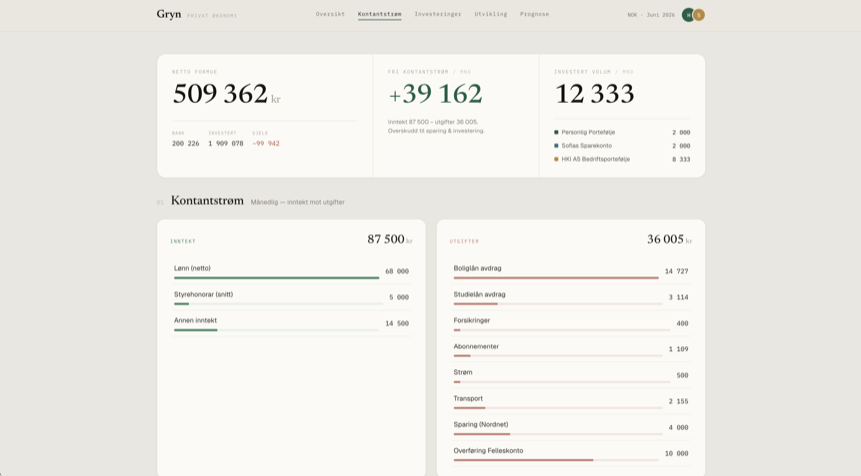 Gryn PRIVAT ØKONOMI
Oversikt Kontantstrøm Investeringer Utvikling Prognose
NOK · Juni 2026 H S
NETTO FORMUE
509 362 kr
BANK INVESTERT GJELD
200 226 1 909 078 −99 942
FRI KONTANTSTRØM / MND
+39 162
Inntekt 87 500 − utgifter 36 005.
Overskudd til sparing & investering.
INVESTERT VOLUM / MND
12 333
Personlig Portefølje 2 000
Sofias Sparekonto 2 000
HKI AS Bedriftsportefølje 8 333
01 Kontantstrøm Månedlig — inntekt mot utgifter
INNTEKT 87 500 kr
Lønn (netto) 68 000
Styrehonorar (snitt) 5 000
Annen inntekt 14 500
UTGIFTER 36 005 kr
Boliglån avdrag 14 727
Studielån avdrag 3 114
Forsikringer 400
Abonnementer 1 109
Strøm 500
Transport 2 155
Sparing (Nordnet) 4 000
Overføring Felleskonto 10 000